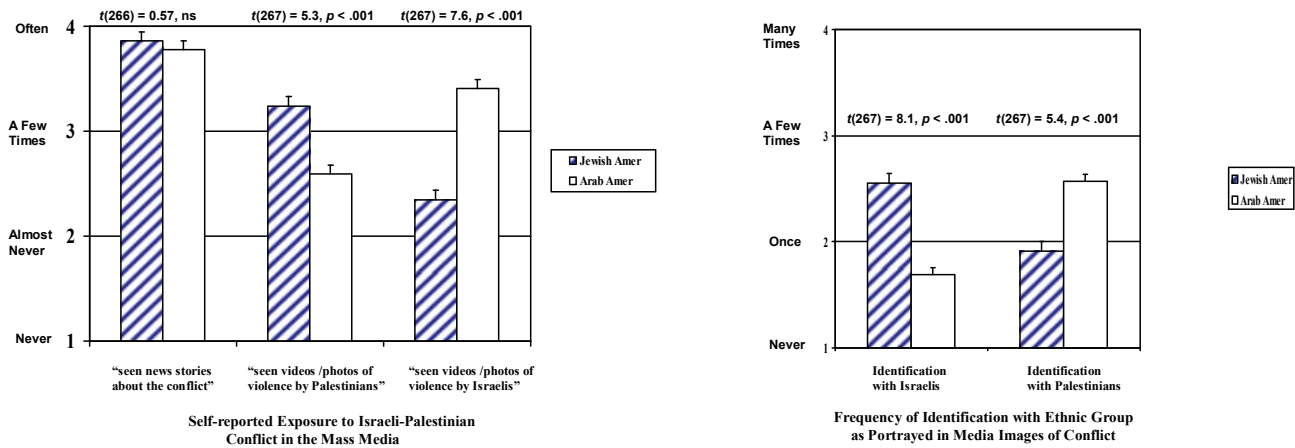 t(266) = 0.57, ns t(267) = 5.3, p < .001 t(267) = 7.6, p < .001
Often 4
A Few
Times 3
Almost
Never 2
Never 1
"seen news stories
about the conflict"
"seen videos /photos of
violence by Palestinians"
"seen videos /photos of
violence by Israelis"
Self-reported Exposure to Israeli-Palestinian
Conflict in the Mass Media
Jewish Amer
Arab Amer
Many
Times 4
A Few
Times 3
Once 2
Never 1
t(267) = 8.1, p < .001 t(267) = 5.4, p < .001
Identification
with Israelis
Identification
with Palestinians
Frequency of Identification with Ethnic Group
as Portrayed in Media Images of Conflict
Jewish Amer
Arab Amer